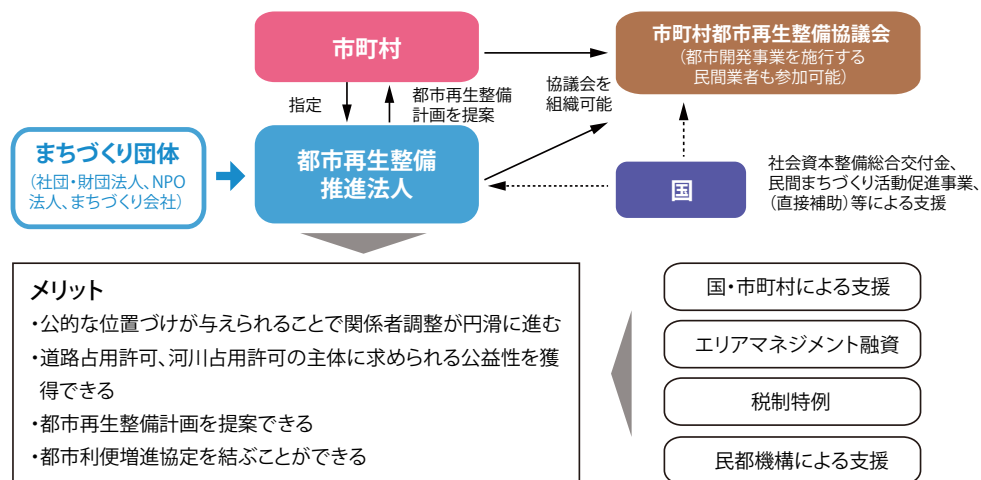 市町村
市町村都市再生整備協議会
(都市開発事業を施行する
民間業者も参加可能)
指定
都市再生整備
計画を提案
協議会を
組織可能
まちづくり団体
(社団・財団法人、NPO
法人、まちづくり会社)
都市再生整備
推進法人
国
社会資本整備総合交付金、
民間まちづくり活動促進事業、
(直接補助)等による支援
メリット
・公的な位置づけが与えられることで関係者調整が円滑に進む
・道路占用許可、河川占用許可の主体に求められる公益性を獲
得できる
・都市再生整備計画を提案できる
・都市利便増進協定を結ぶことができる
国・市町村による支援
エリアマネジメント融資
税制特例
民都機構による支援